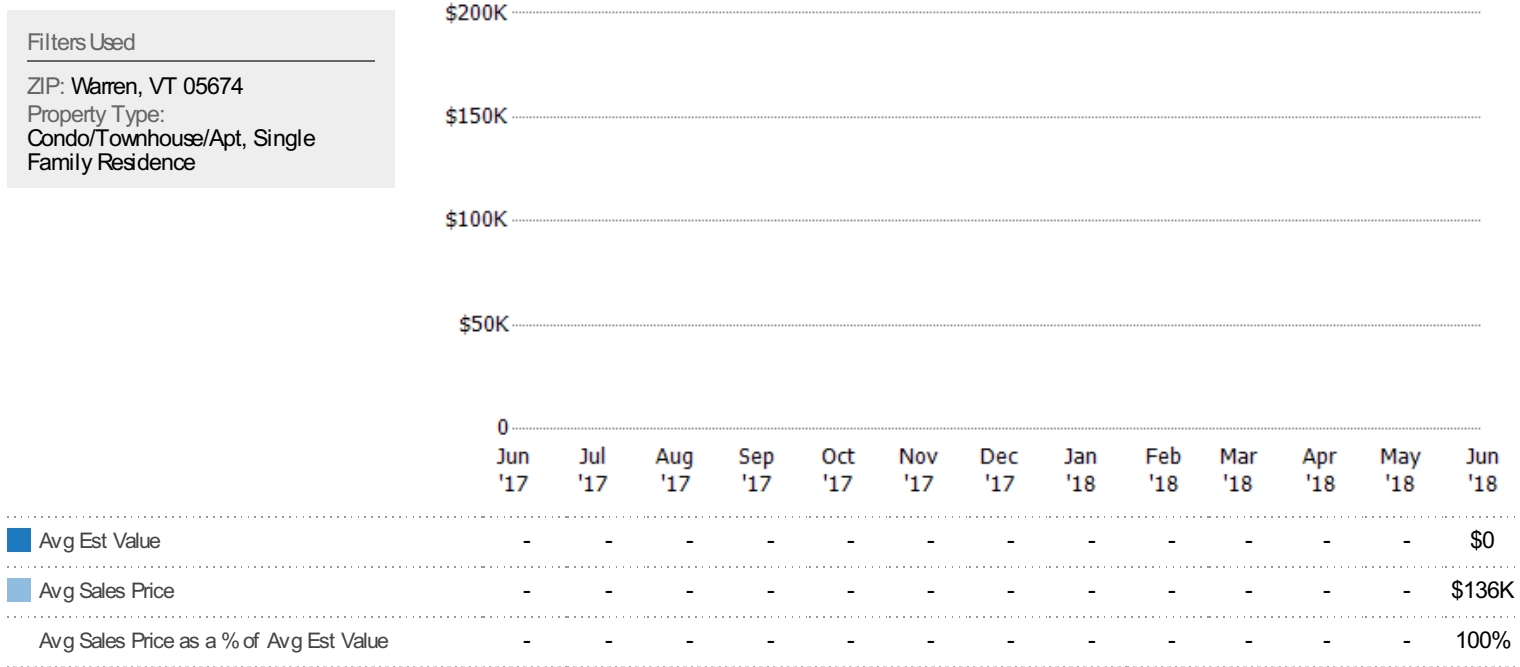 Filters Used
ZIP: Warren, VT 05674
Property Type:
Condo/Townhouse/Apt, Single
Family Residence
$200K
$150K
$100K
$50K
0
Jun Jul Aug Sep Oct Nov Dec Jan Feb Mar Apr May Jun
'17 '17 '17 '17 '17 '17 '17 '18 '18 '18 '18 '18 '18
Avg Est Value - - - - - - - - - - - - $0
Avg Sales Price - - - - - - - - - - - - $136K
Avg Sales Price as a % of Avg Est Value - - - - - - - - - - - - 100%